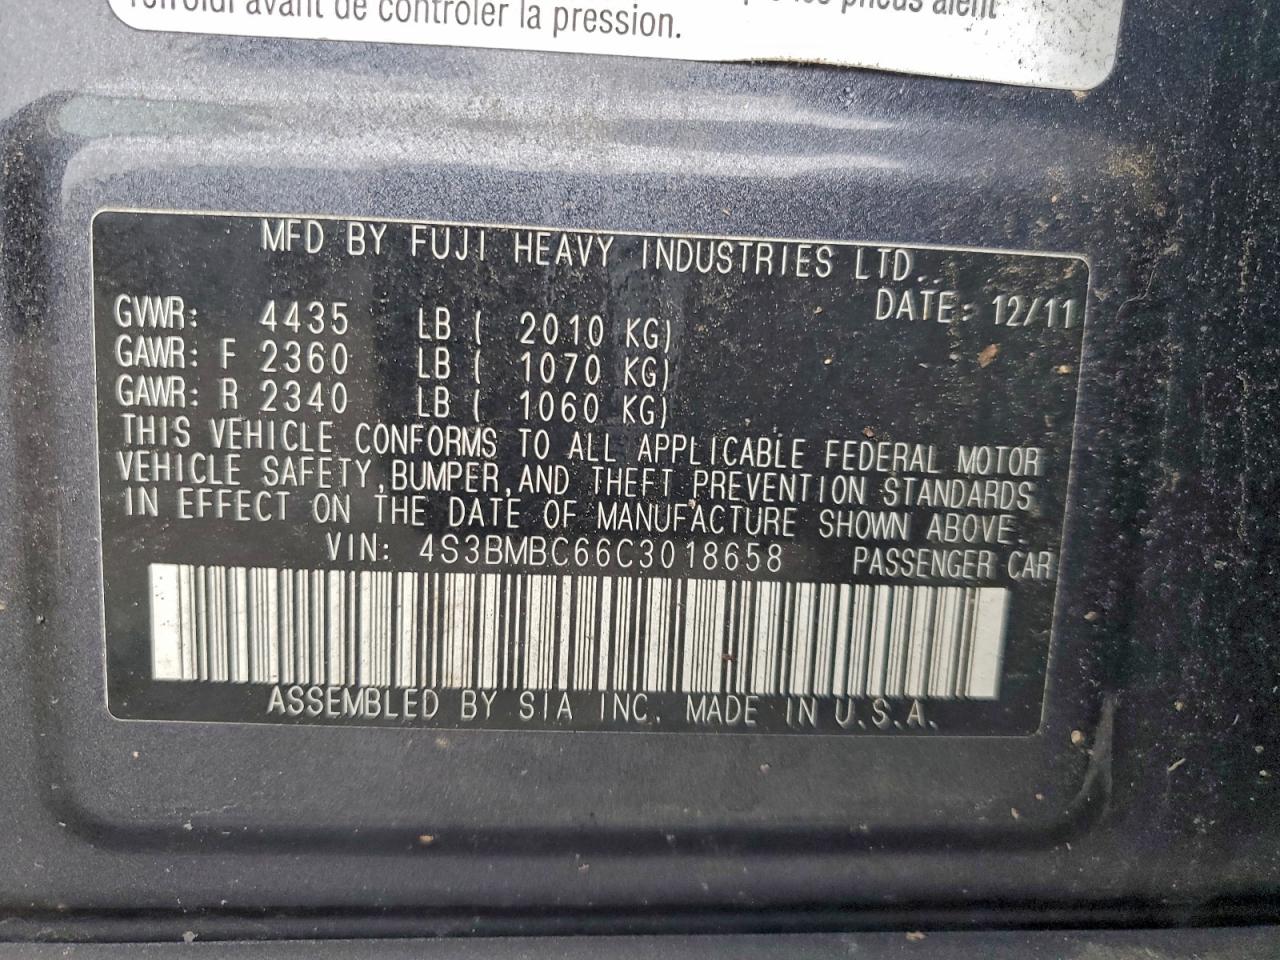 refroidi avant de contrôler la pression.
pneus aient
MFD BY FUJI HEAVY INDUSTRIES LTD.
DATE: 12/11
GVWR: 4435 LB ( 2010 KG)
GAWR: F 2360 LB ( 1070 KG)
GAWR: R 2340 LB ( 1060 KG)
THIS VEHICLE CONFORMS TO ALL APPLICABLE FEDERAL MOTOR
VEHICLE SAFETY,BUMPER,AND THEFT PREVENTION STANDARDS
IN EFFECT ON THE DATE OF MANUFACTURE SHOWN ABOVE.
VIN: 4S3BMBC66C3018658 PASSENGER CAR
ASSEMBLED BY SIA INC. MADE IN U.S.A.